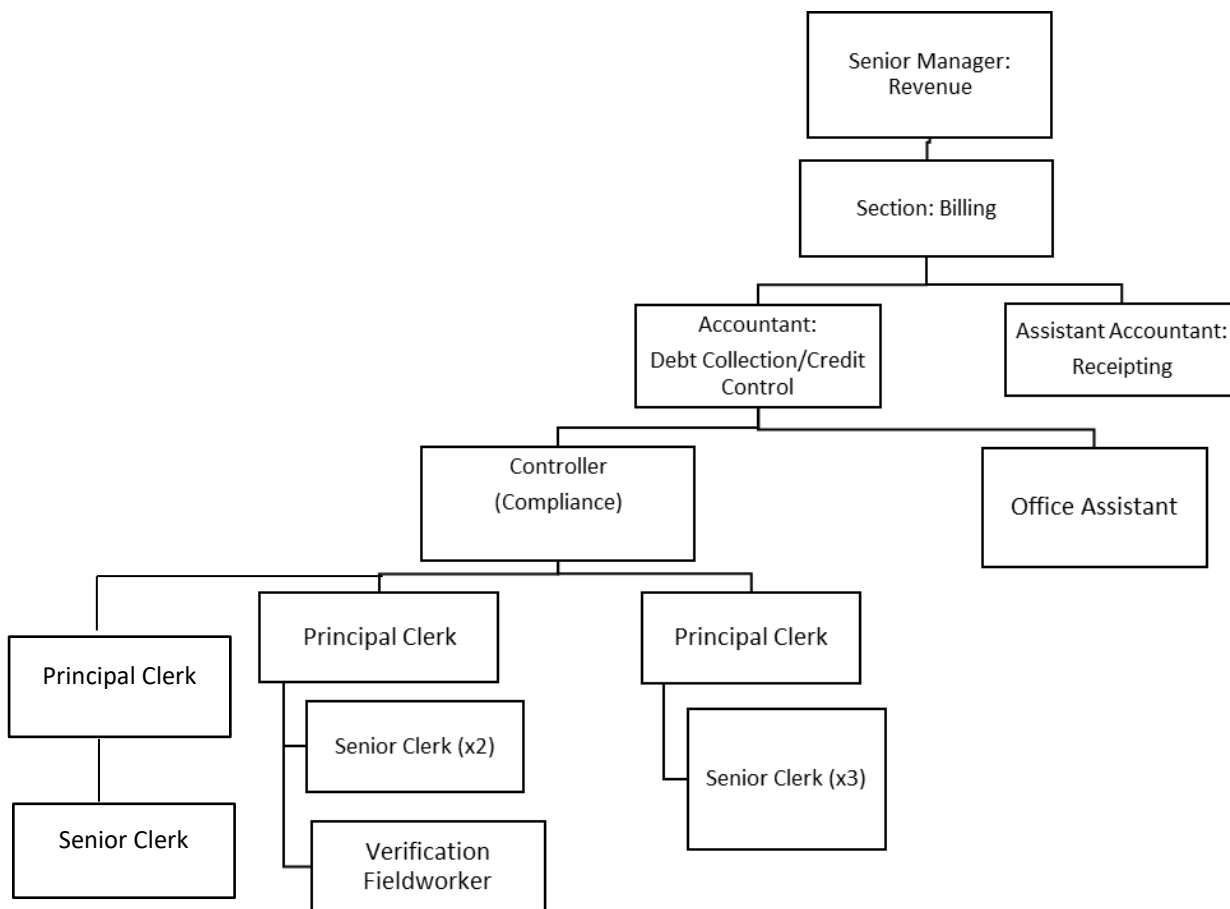 Senior Manager:
Revenue
Section: Billing
Accountant:
Debt Collection/Credit
Control
Assistant Accountant:
Receipting
Controller
(Compliance)
Office Assistant
Principal Clerk
Principal Clerk
Principal Clerk
Senior Clerk (x2)
Senior Clerk (x3)
Senior Clerk
Verification
Fieldworker